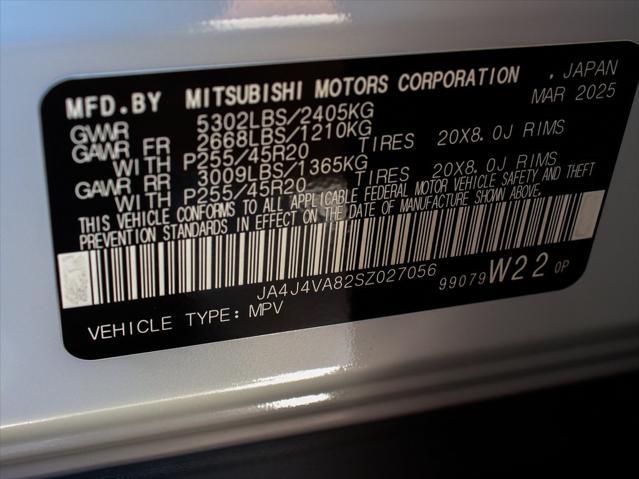 MFD.BY MITSUBISHI MOTORS CORPORATION , JAPAN
MAR 2025
GVWR 5302LBS/2405KG
GAWR FR 2668LBS/1210KG
WITH P255/45R20 TIRES 20X8.0J RIMS
GAWR RR 3009LBS/1365KG
WITH P255/45R20 TIRES 20X8.0J RIMS
THIS VEHICLE CONFORMS TO ALL APPLICABLE FEDERAL MOTOR VEHICLE SAFETY AND THEFT
PREVENTION STANDARDS IN EFFECT ON THE DATE OF MANUFACTURE SHOWN ABOVE.
JA4J4VA82SZ027056 99079 W22 0P
VEHICLE TYPE: MPV